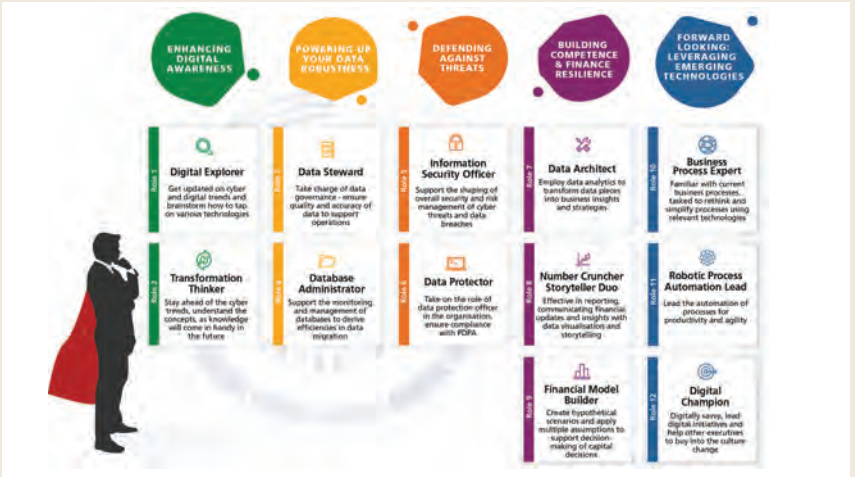 ENHANCING
DIGITAL
AWARENESS
POWERING UP
YOUR DATA
ROBUSTNESS
DEFENDING
AGAINST
THREATS
BUILDING
COMPETENCE
& FINANCE
RESILIENCE
FORWARD
LOOKING:
LEVERAGING
EMERGING
TECHNOLOGIES
Role 1
Digital Explorer
Get updated on cyber
and digital trends and
brainstorm how to tap
on various technologies
Role 2
Transformation
Thinker
Stay ahead of the cyber
trends, understand the
concepts, as knowledge
will come in handy in
the future
Role 3
Data Steward
Take charge of data
governance - ensure
quality and accuracy of
data to support
operations
Role 4
Database
Administrator
Support the monitoring
and management of
databases to derive
efficiencies in data
migration
Role 5
Information
Security Officer
Support the shaping of
overall security and risk
management of cyber
threats and data
breaches
Role 6
Data Protector
Take on the role of
data protection officer
in the organisation,
ensure compliance
with PDPA
Role 7
Data Architect
Employ data analytics to
transform data pieces
into business insights
and strategies
Role 8
Number Cruncher
Storyteller Duo
Effective in reporting,
communicating financial
updates and insights with
data visualisation and
storytelling
Role 9
Financial Model
Builder
Create hypothetical
scenarios and apply
multiple assumptions to
support decision-
making of capital
decisions
Role 10
Business
Process Expert
Familiar with current
business processes,
tasked to rethink and
simplify processes using
relevant technologies
Role 11
Robotic Process
Automation Lead
Lead the automation of
processes for
productivity and agility
Role 12
Digital
Champion
Digitally savvy, lead
digital initiatives and
help other executives
to buy into the culture
change